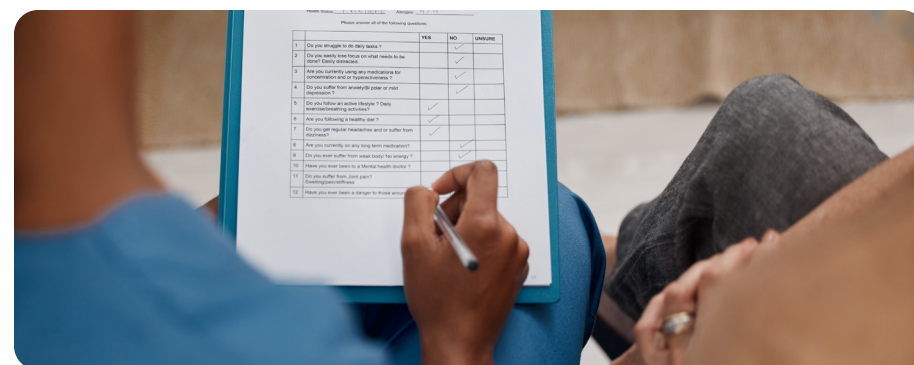 Allergies:
Please answer all of the following questions
YES NO UNSURE
1 Do you struggle to do daily tasks ?
2 Do you easily lose focus on what needs to be
done? Easily distracted
3 Are you currently using any medications for
concentration and or hyperactiveness ?
4 Do you suffer from anxiety/Bi polar or mild
depression ?
5 Do you follow an active lifestyle ? Daily
exercise/breathing activities?
6 Are you following a healthy diet ?
7 Do you get regular headaches and or suffer from
dizziness?
8 Are you currently on any long term medication?
9 Do you ever suffer from weak body/ No energy ?
10 Have you ever been to a Mental health doctor ?
11 Do you suffer from Joint pain?
Swelling/pain/stiffness
12 Have you ever been a danger to those